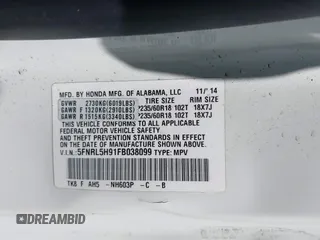 MFD. BY HONDA MFG. OF ALABAMA, LLC 11/'14
GVWR 2730KG(6019LBS) TIRE SIZE RIM SIZE
GAWR F 1320KG(2910LBS) P235/60R18 102T 18X7J
GAWR R 1515KG(3340LBS) P235/60R18 102T 18X7J
THIS VEHICLE CONFORMS TO ALL APPLICABLE
FEDERAL MOTOR VEHICLE SAFETY
AND THEFT PREVENTION STANDARDS IN EFFECT
ON THE DATE OF MANUFACTURE SHOWN ABOVE.
V.I.N: 5FNRL5H91FB038099 TYPE: MPV
TK8 F AH5 -NH603P -C -B